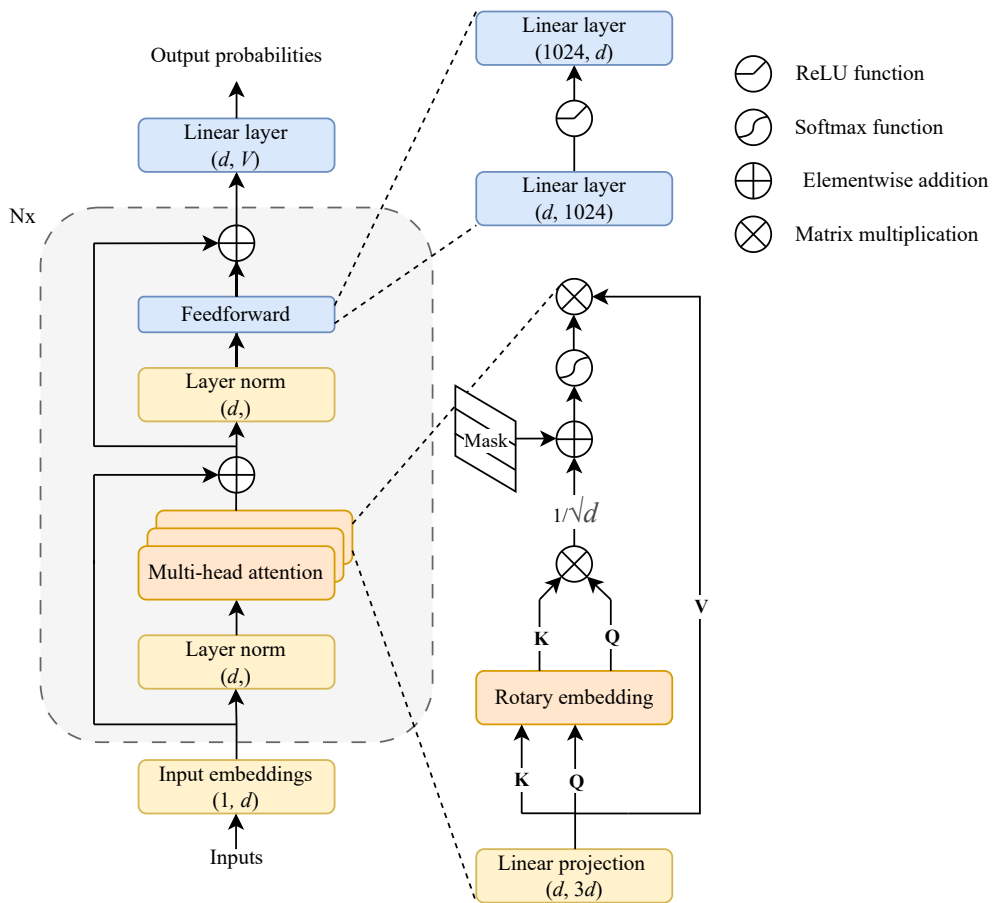 Output probabilities
Linear layer
(d, V)
Nx
Feedforward
Layer norm
(d,)
Multi-head attention
Layer norm
(d,)
Input embeddings
(1, d)
Inputs
Linear layer
(1024, d)
Linear layer
(d, 1024)
Mask
1/√d
K
Q
V
Rotary embedding
K
Q
Linear projection
(d, 3d)
ReLU function
Softmax function
Elementwise addition
Matrix multiplication